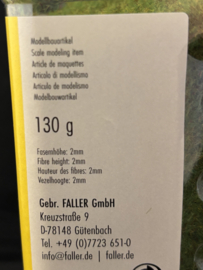 Modellbauartikel
Scale modeling item
Article de maquettes
Articolo di modellismo
Artículo de modelismo
Modelbouwartikel
130 g
Faserhöhe: 2mm
Fibre height: 2mm
Hauteur des fibres: 2mm
Vezelhoogte: 2mm
Gebr. FALLER GmbH
Kreuzstraße 9
D-78148 Gütenbach
Tel. +49 (0)7723 651-0
info@faller.de | faller.de